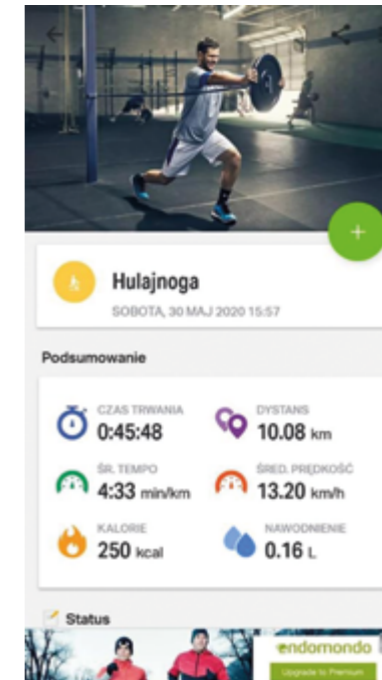 Hulajnoga
SOBOTA, 30 MAJ 2020 15:57
Podsumowanie
CZAS TRWANIA
0:45:48
DYSTANS
10.08 km
ŚR. TEMPO
4:33 min/km
ŚRED. PRĘDKOŚĆ
13.20 km/h
KALORIE
250 kcal
NAWODNIENIE
0.16 L
Status
endomondo
Upgrade to Premium